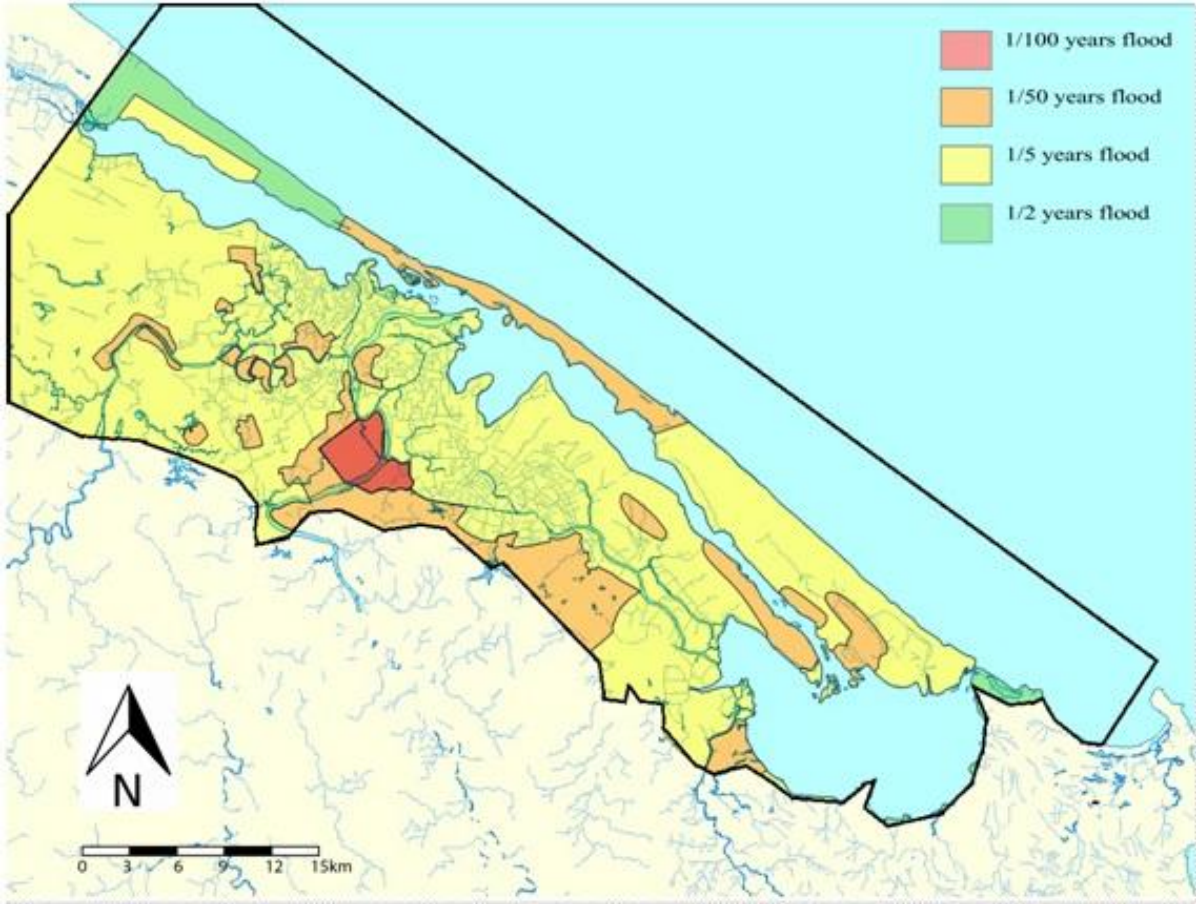 1/100 years flood
1/50 years flood
1/5 years flood
1/2 years flood
N
0 3 6 9 12 15km